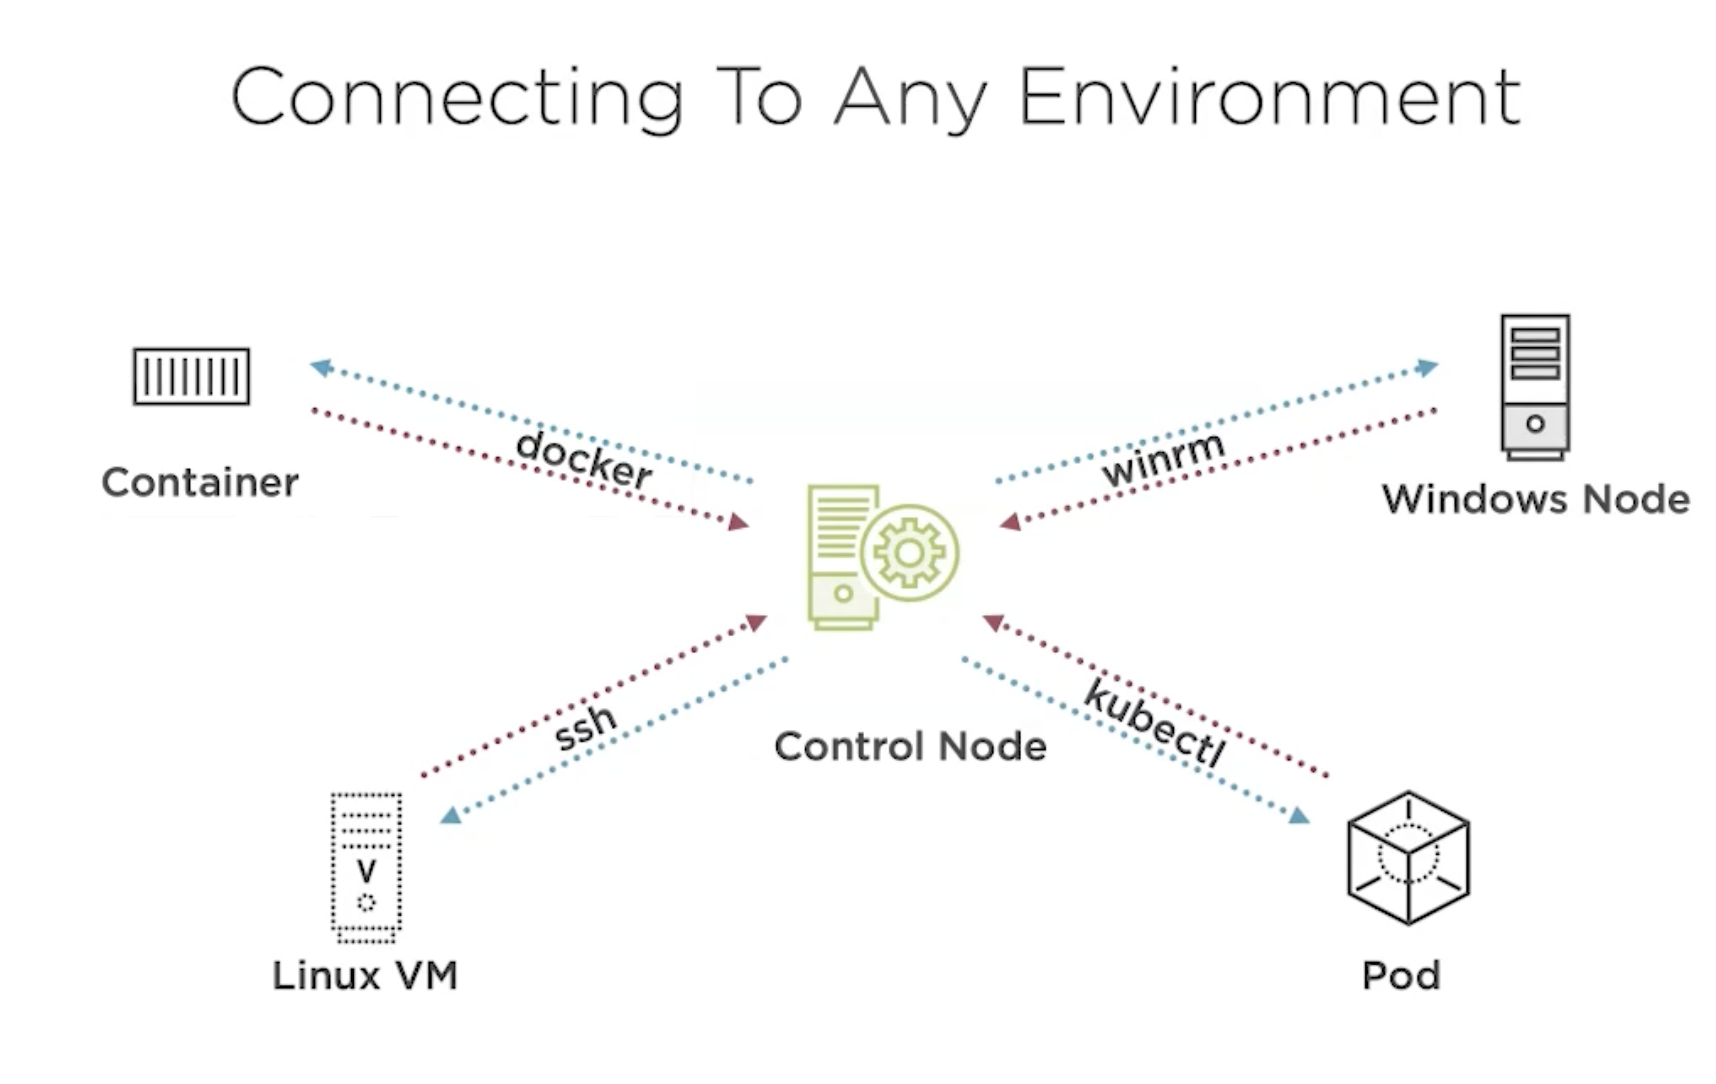 Connecting To Any Environment
docker
winrm
Container
Windows Node
ssh
kubectl
Control Node
V
Linux VM
Pod